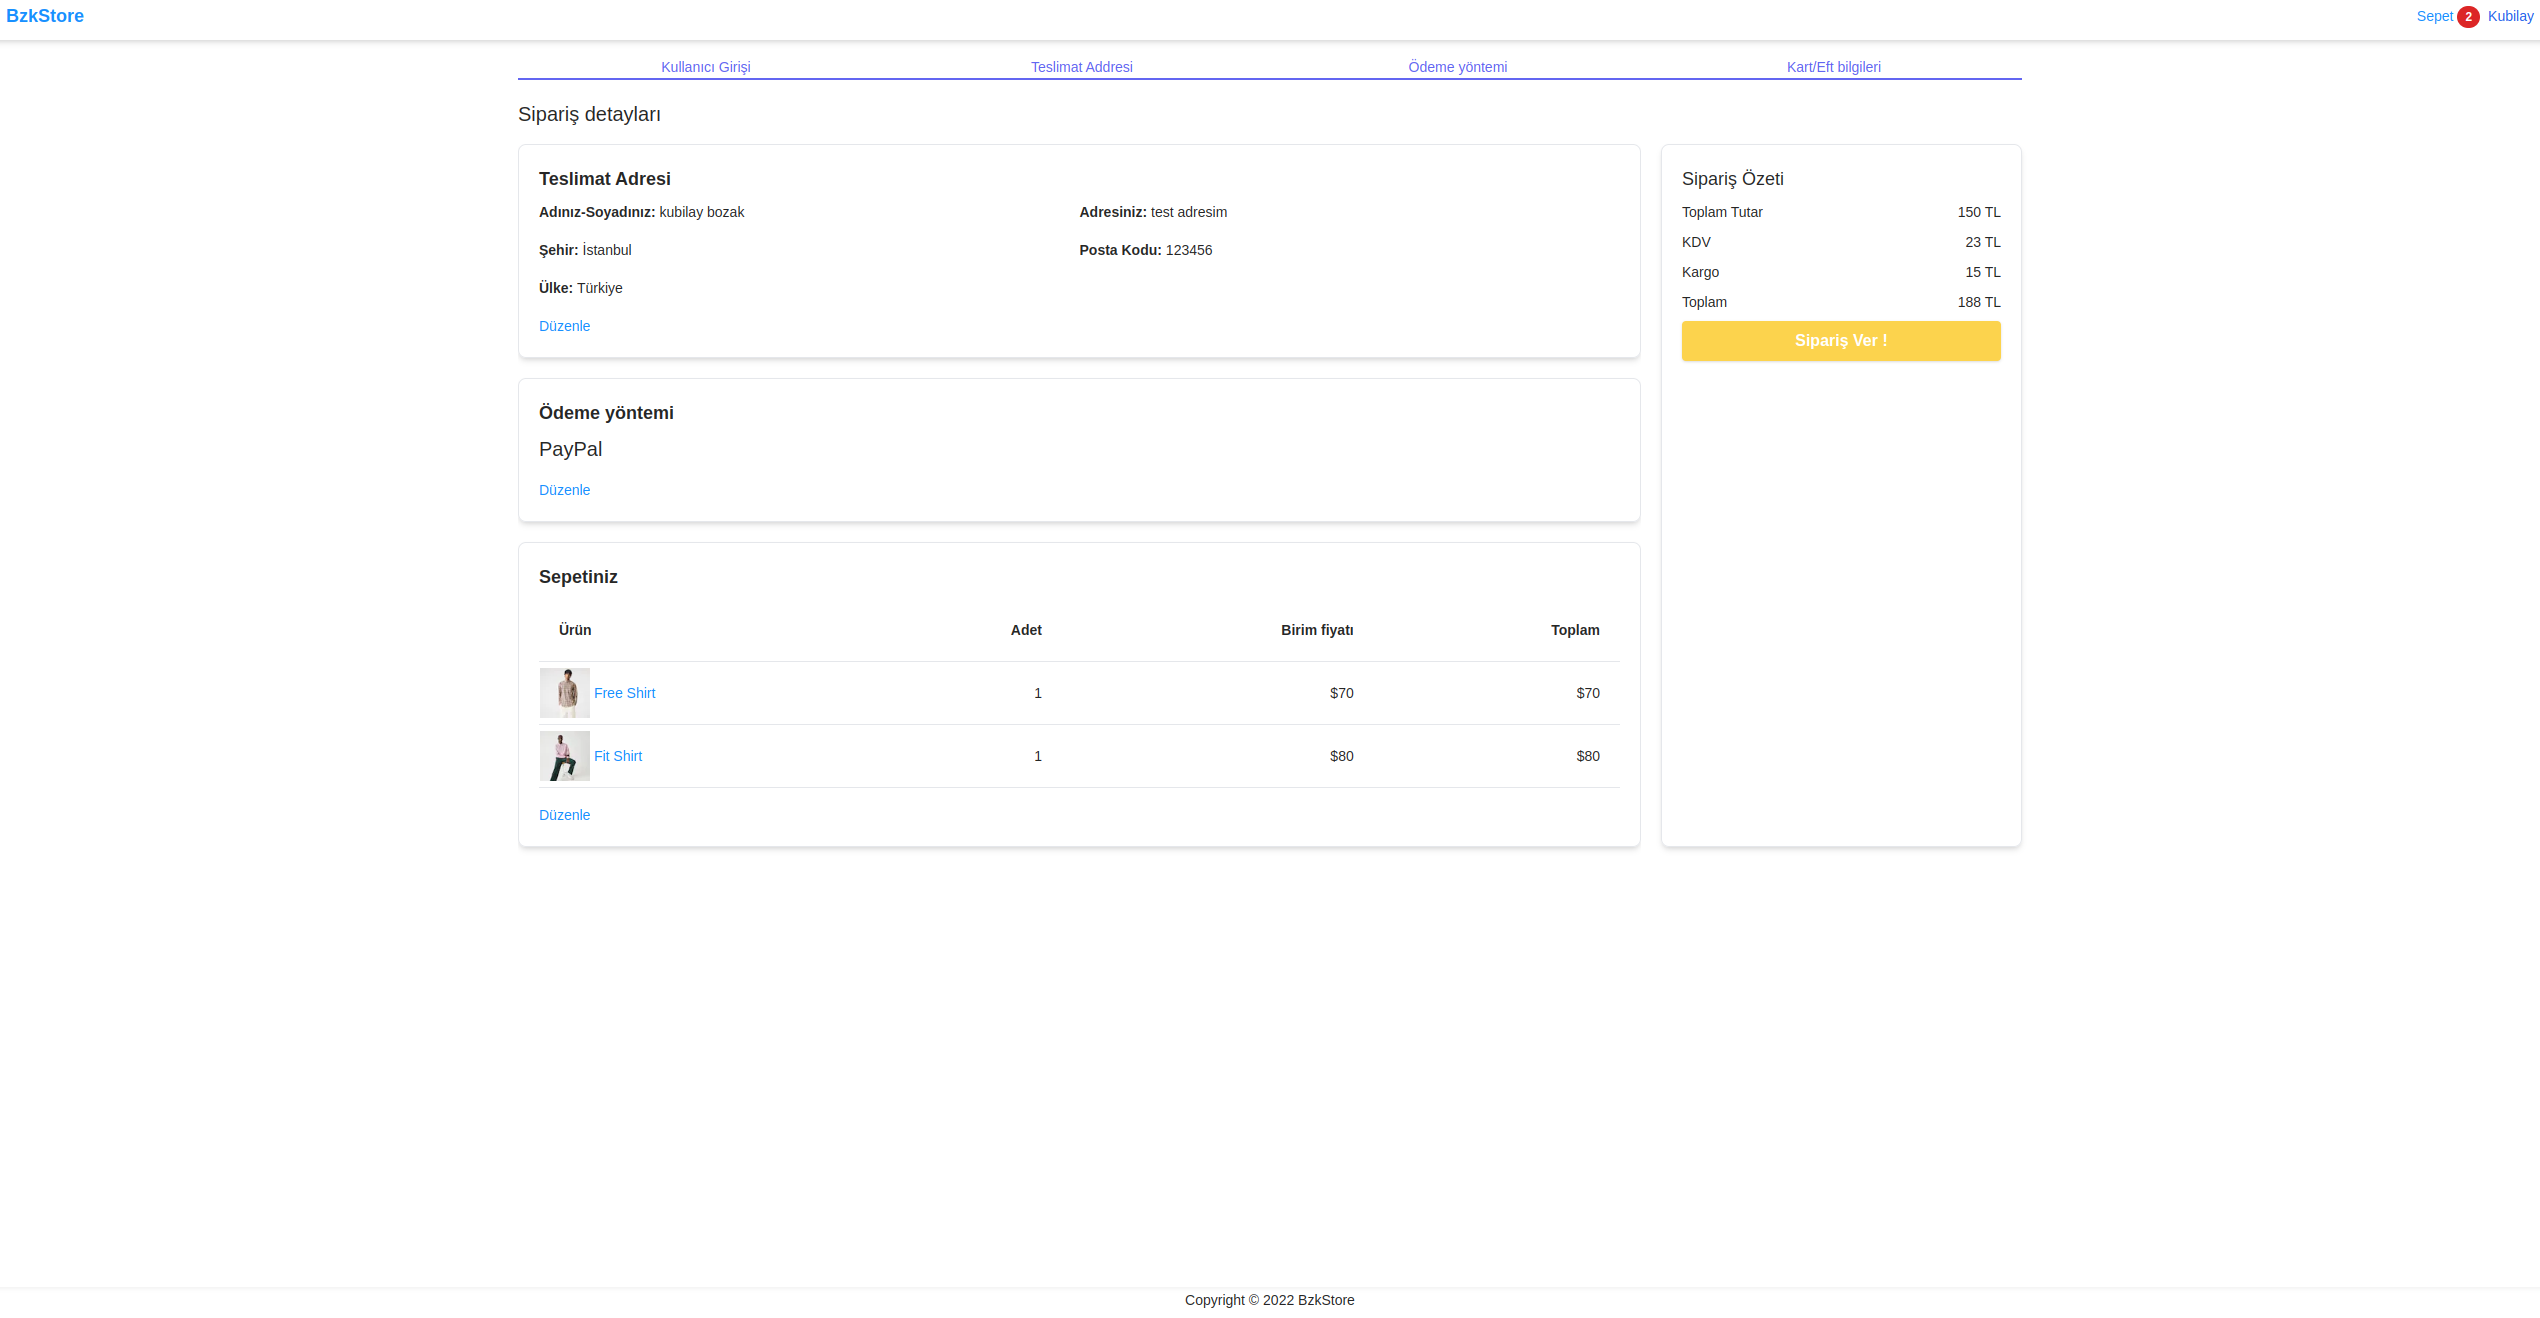 BzkStore
Sepet 2 Kubilay
Kullanıcı Girişi
Teslimat Addresi
Ödeme yöntemi
Kart/Eft bilgileri
Sipariş detayları
Teslimat Adresi
Adınız-Soyadınız: kubilay bozak
Adresiniz: test adresim
Şehir: İstanbul
Posta Kodu: 123456
Ülke: Türkiye
Düzenle
Ödeme yöntemi
PayPal
Düzenle
Sepetiniz
Ürün Adet Birim fiyatı Toplam
Free Shirt 1 $70 $70
Fit Shirt 1 $80 $80
Düzenle
Sipariş Özeti
Toplam Tutar 150 TL
KDV 23 TL
Kargo 15 TL
Toplam 188 TL
Sipariş Ver !
Copyright © 2022 BzkStore